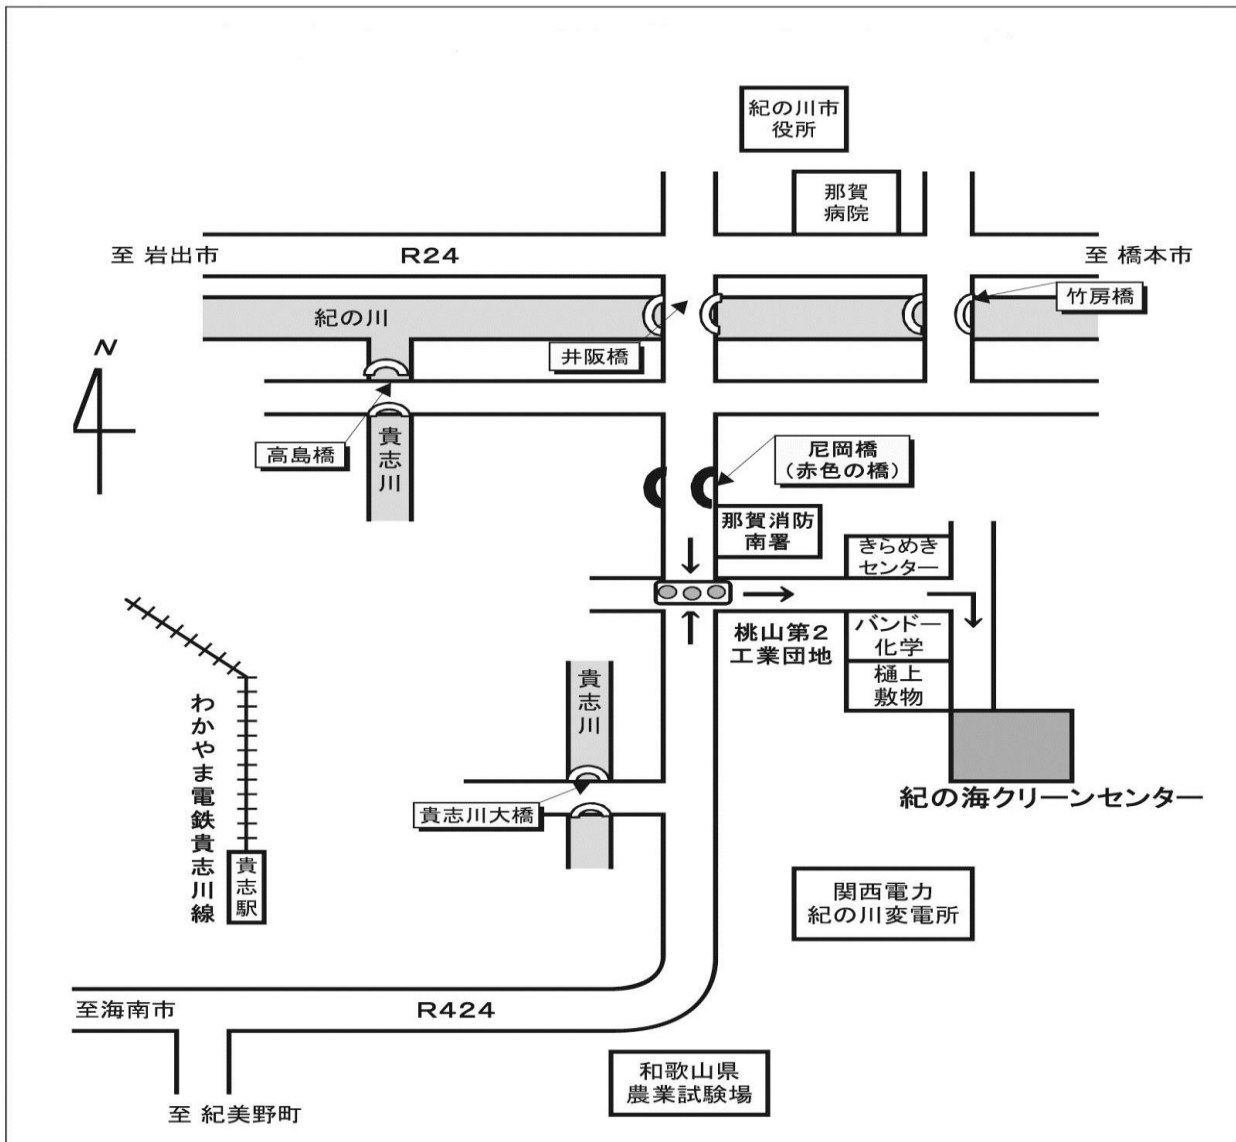 紀の川市
役所
那賀
病院
至 岩出市
R24
至 橋本市
竹房橋
紀の川
井阪橋
N
高島橋
貴志川
尼岡橋
(赤色の橋)
那賀消防
南署
きらめき
センター
桃山第2
工業団地
バンドー
化学
樋上
敷物
貴志川
わかやま電鉄貴志川線
貴志川大橋
紀の海クリーンセンター
貴志駅
関西電力
紀の川変電所
至海南市
R424
和歌山県
農業試験場
至 紀美野町